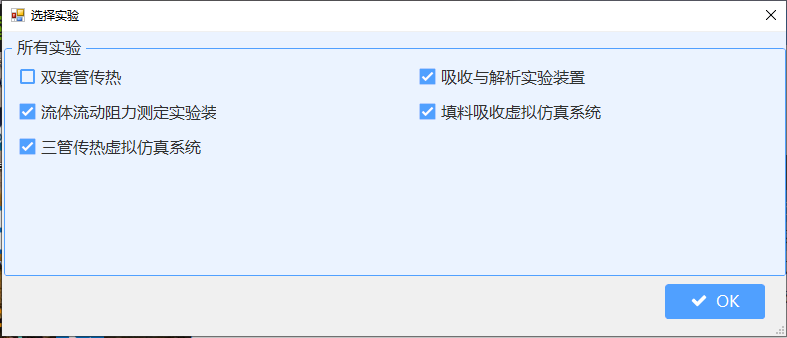 选择实验
所有实验
双套管传热
吸收与解析实验装置
流体流动阻力测定实验装
填料吸收虚拟仿真系统
三管传热虚拟仿真系统
OK